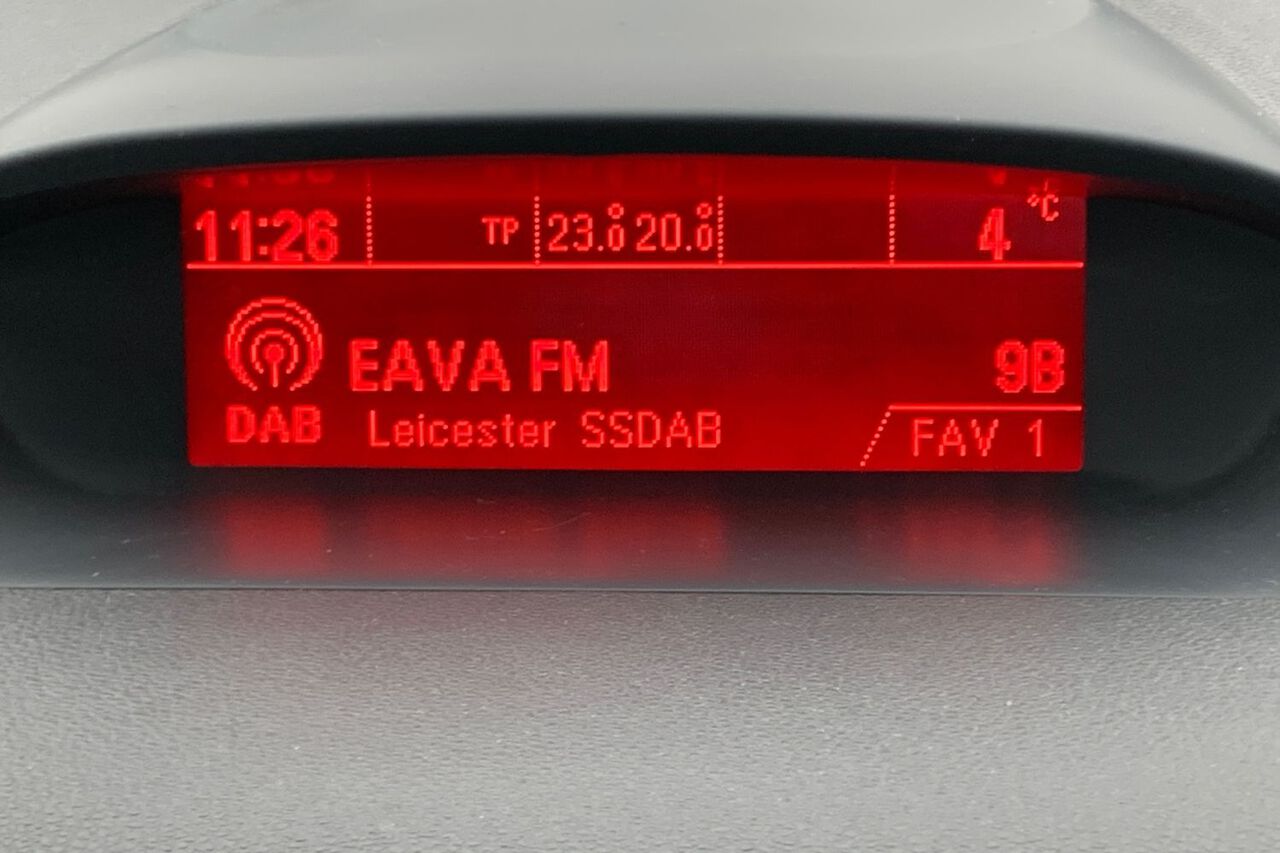 11:26 TP 23.0° 20.0° 4 °C
EAVA FM 9B
DAB Leicester SSDAB FAV 1